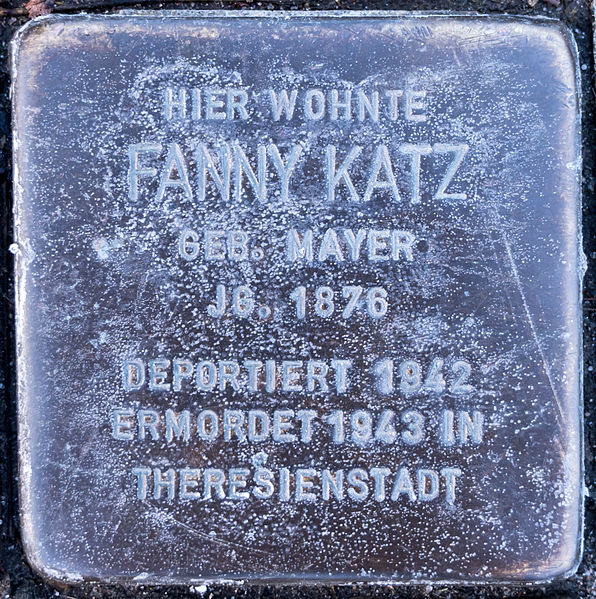 HIER WOHNTE
FANNY KATZ
GEB. MAYER
JG. 1876
DEPORTIERT 1942
ERMORDET 1943 IN
THERESIENSTADT